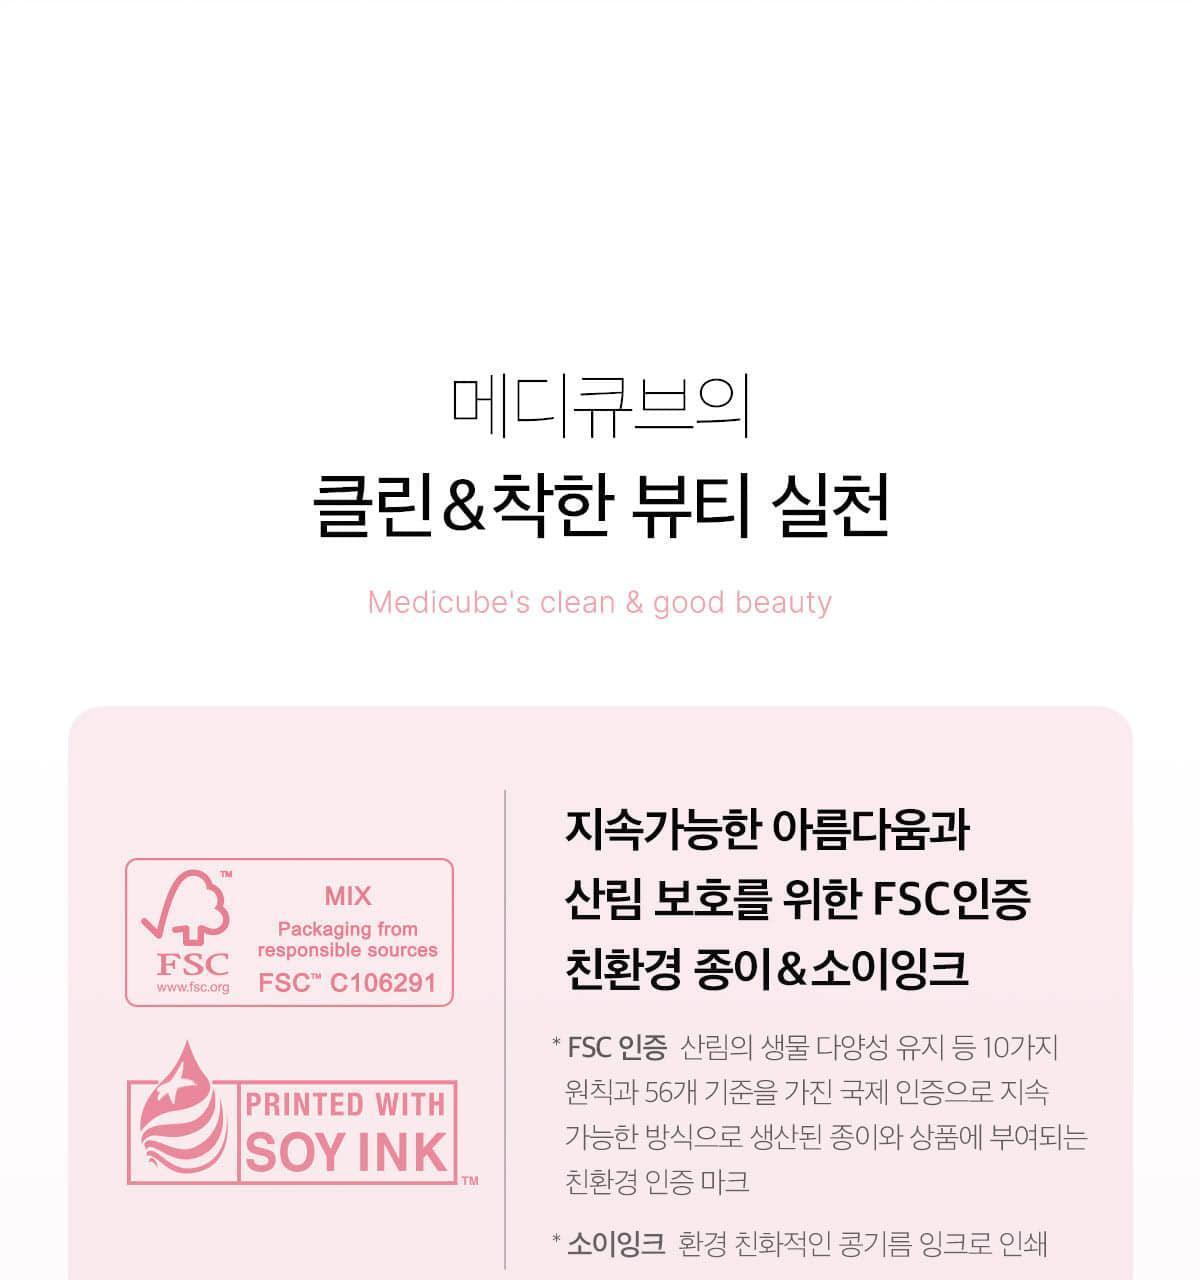 메디큐브의
클린&착한 뷰티 실천
Medicube's clean & good beauty
FSC
www.fsc.org
MIX
Packaging from
responsible sources
FSC™ C106291
PRINTED WITH
SOY INK
TM
지속가능한 아름다움과
산림 보호를 위한 FSC인증
친환경 종이&소이잉크
* FSC 인증 산림의 생물 다양성 유지 등 10가지
원칙과 56개 기준을 가진 국제 인증으로 지속
가능한 방식으로 생산된 종이와 상품에 부여되는
친환경 인증 마크
* 소이잉크 환경 친화적인 콩기름 잉크로 인쇄